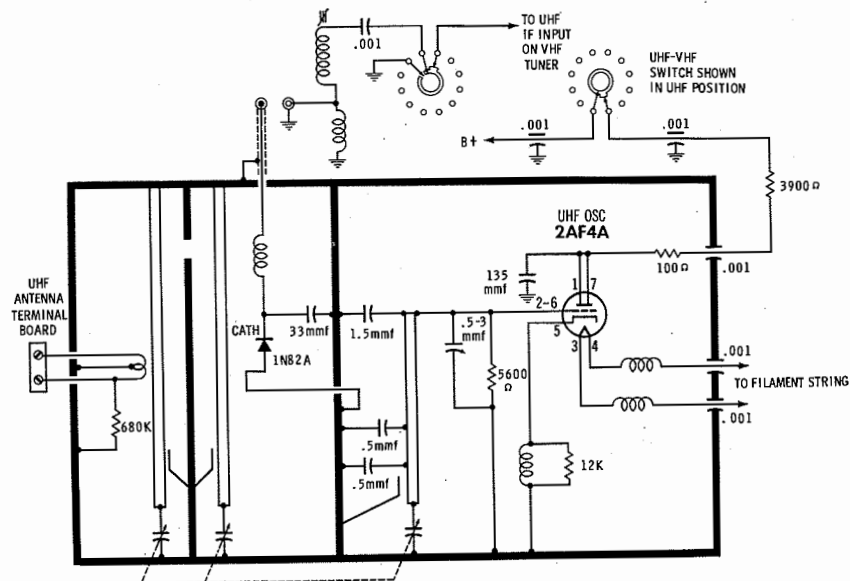 .001
TO UHF
IF INPUT
ON VHF
TUNER
UHF-VHF
SWITCH SHOWN
IN UHF POSITION
B+
.001
.001
3900Ω
UHF OSC
2AF4A
100Ω
.001
135
mmf
1 7
2-6
5
3 4
UHF
ANTENNA
TERMINAL
BOARD
CATH
1N82A
33mmf
1.5mmf
.5-3
mmf
5600
Ω
.001
TO FILAMENT STRING
.001
680K
.5mmf
.5mmf
12K